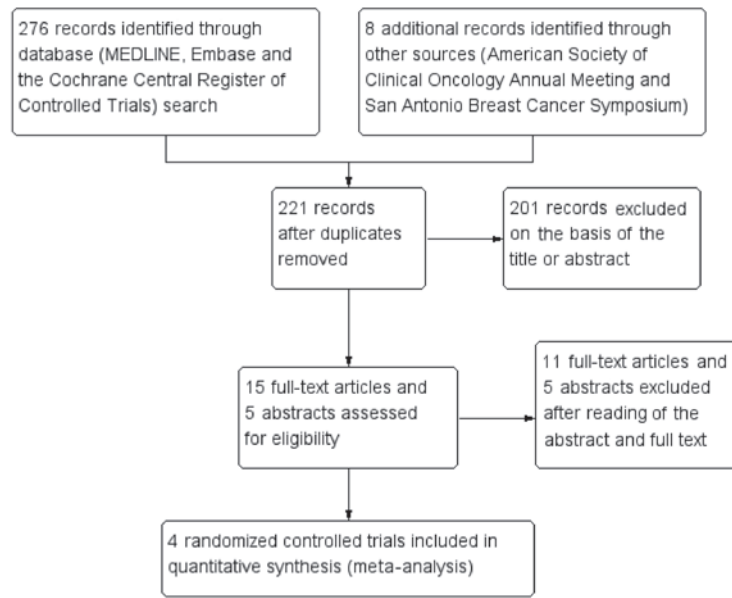 276 records identified through
database (MEDLINE, Embase and
the Cochrane Central Register of
Controlled Trials) search
8 additional records identified through
other sources (American Society of
Clinical Oncology Annual Meeting and
San Antonio Breast Cancer Symposium)
221 records
after duplicates
removed
201 records excluded
on the basis of the
title or abstract
15 full-text articles and
5 abstracts assessed
for eligibility
11 full-text articles and
5 abstracts excluded
after reading of the
abstract and full text
4 randomized controlled trials included in
quantitative synthesis (meta-analysis)